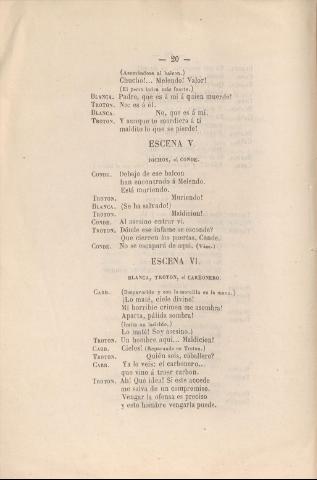 — 20 —
(Asomándose al balcon.)
Chucho!... Melendo! Valor!
(El perro ladra más fuerte.)
BLANCA. Padre, que es á mí á quien muerde!
TROTON. No: es á él.
BLANCA. No, que es á mí.
TROTON. Y aunque te mordiera á tí
maldito lo que se pierde!
ESCENA V.
DICHOS, el CONDE.
CONDE. Debajo de ese balcon
han encontrado á Melendo.
Está muriendo.
TROTON. Muriendo!
BLANCA. (Se ha salvado!)
TROTON. Maldicion!
CONDE. Al asesino entrar ví.
TROTON. Dónde ese infame se esconde?
Que cierren las puertas, Conde.
CONDE. No se escapará de aquí. (Váse.)
ESCENA VI.
BLANCA, TROTON, el CARBONERO.
CARB. (Desparacido y con la morcilla en la mano.)
¡Lo maté, cielo divino!
Mi horrible crímen me asombra!
Aparta, pálida sombra!
(Imita un ladrido.)
Lo maté! Soy asesino.)
TROTON. Un hombre aquí... Maldicion!
CARB. Cielos! (Reparando en Troton.)
TROTON. Quién sois, caballero?
CARB. Ya lo veis: el carbonero...
que vino á traer carbon.
TROTON. Ah! Qué idea! Si este accede
me salva de un compromiso.
Vengar la ofensa es preciso
y este hombre vengarla puede.